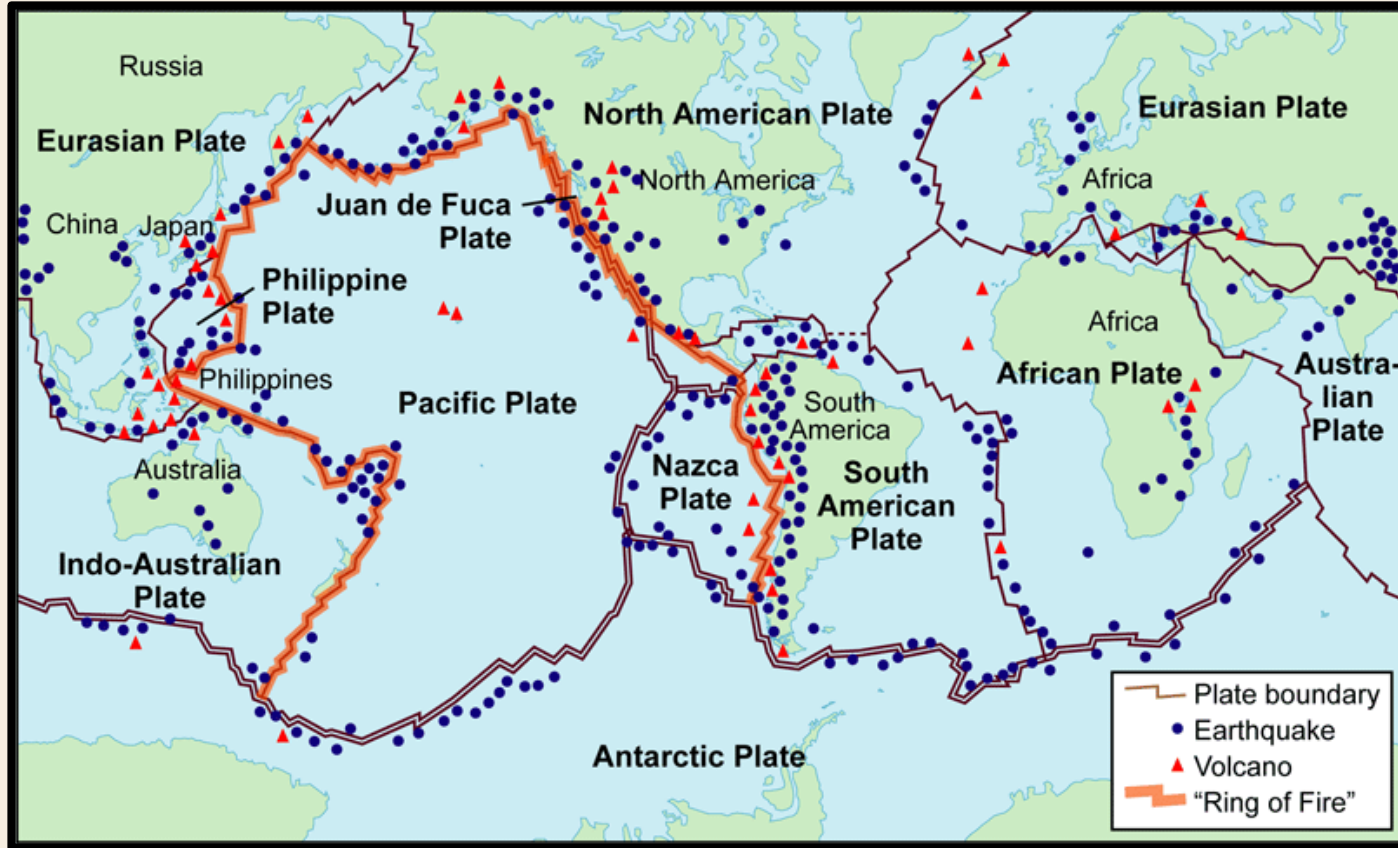 Russia
Eurasian Plate
China
Japan
Philippine
Plate
Philippines
Australia
Indo-Australian
Plate
Juan de Fuca
Plate
Pacific Plate
North American Plate
North America
Nazca
Plate
South
America
South
American
Plate
Antarctic Plate
Eurasian Plate
Africa
Africa
African Plate
Austra-
lian
Plate
Plate boundary
Earthquake
Volcano
“Ring of Fire”